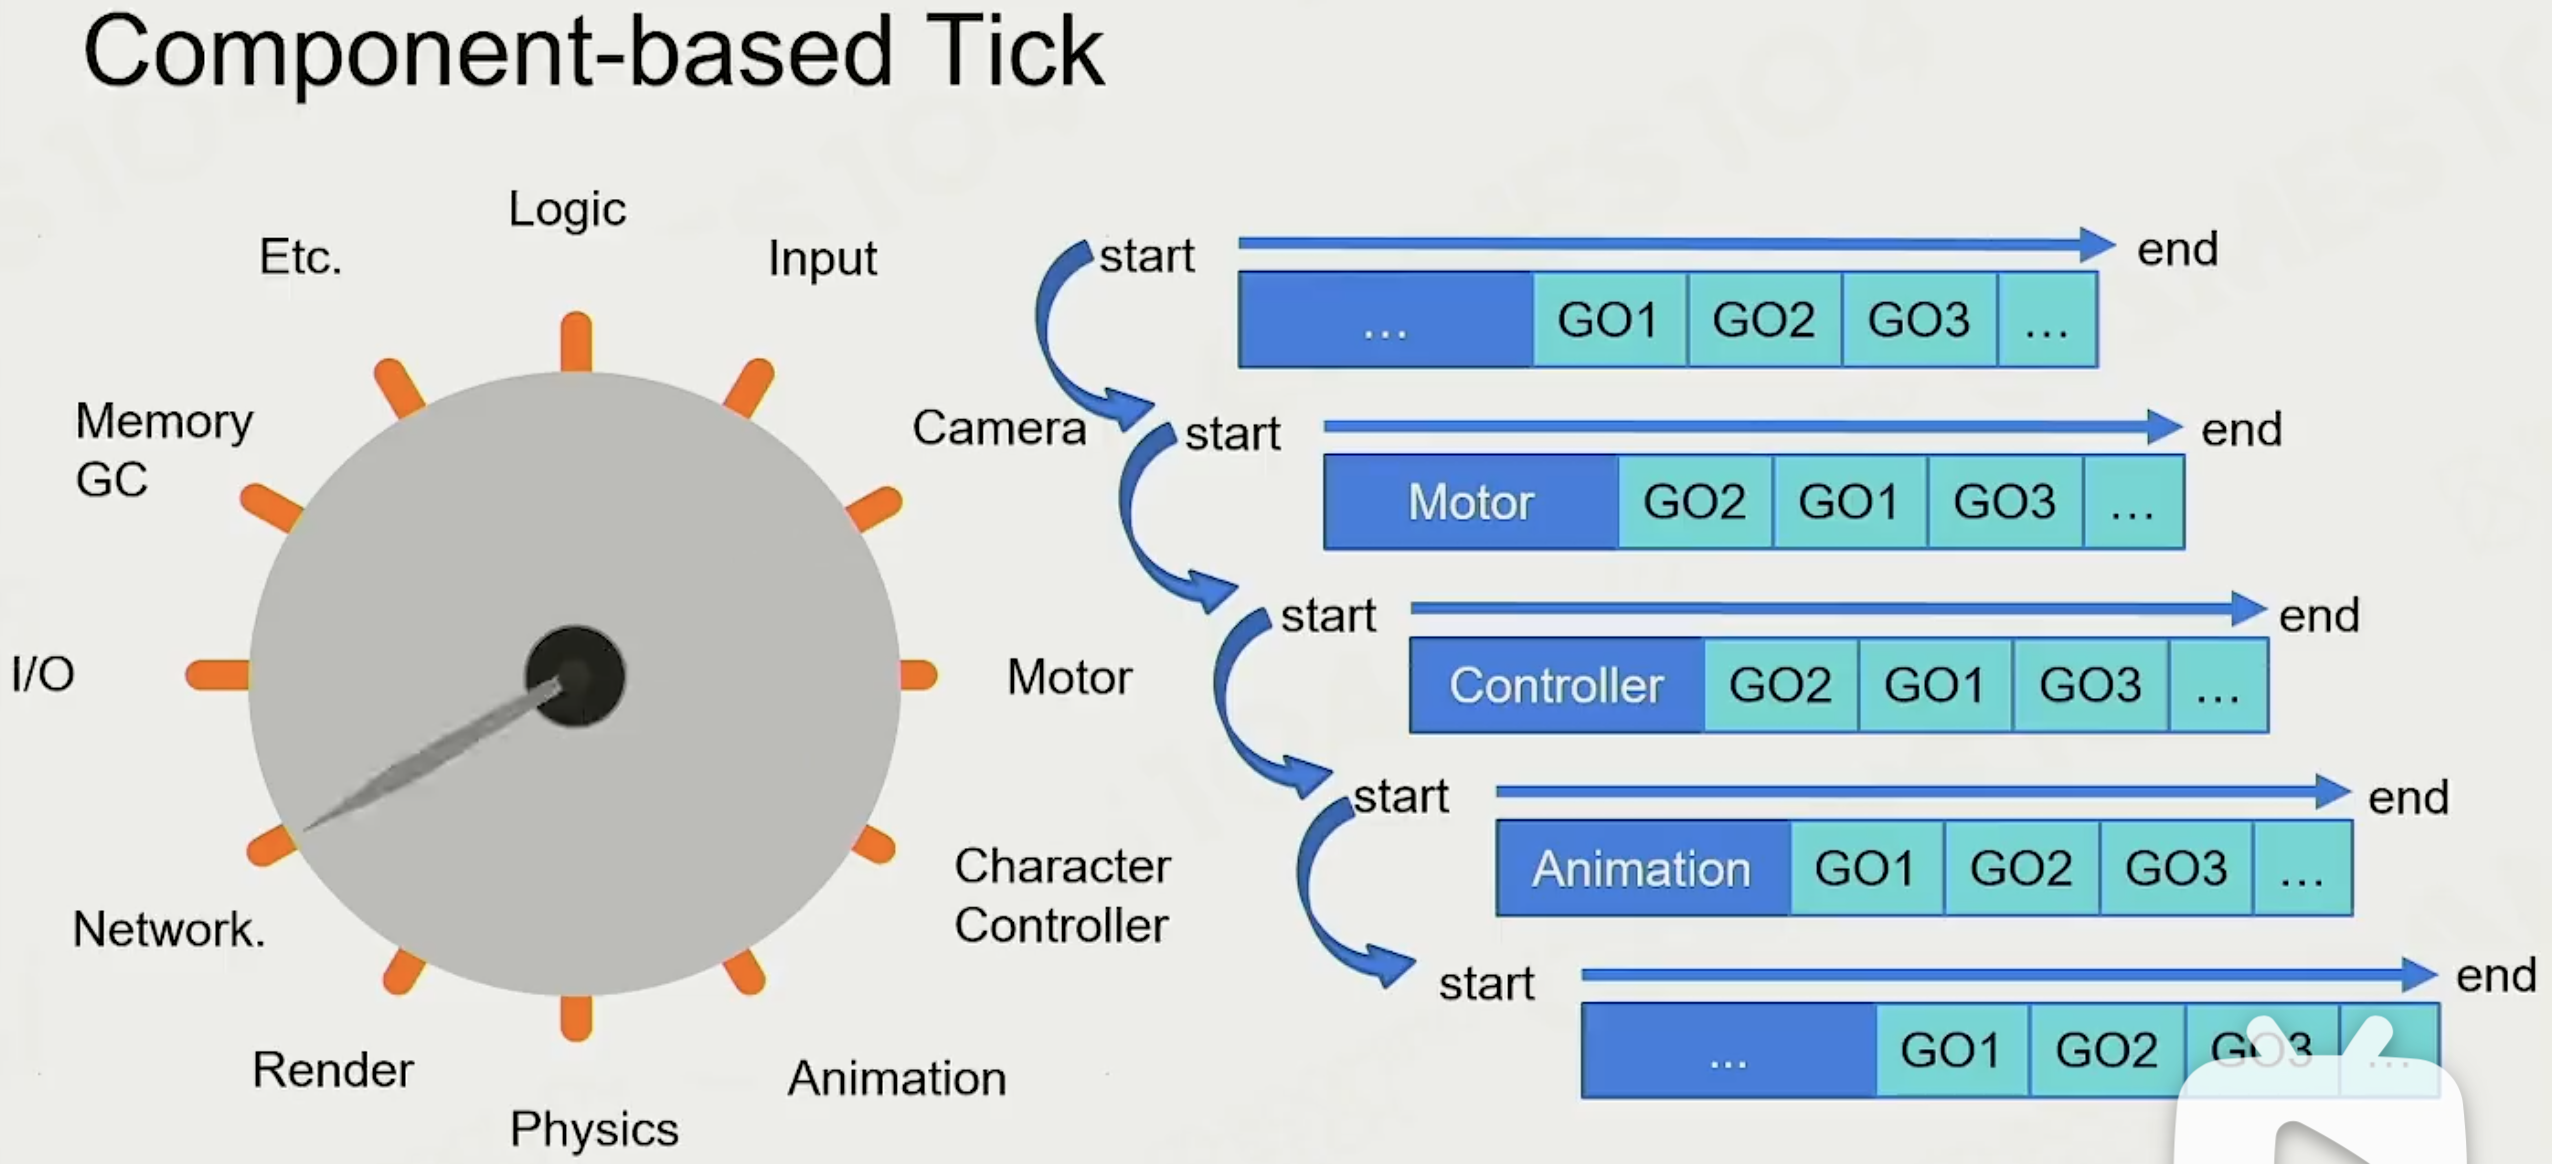 Component-based Tick
Logic
Etc.
Input
Memory
GC
Camera
I/O
Motor
Character
Controller
Network.
Render
Animation
Physics
start end
... GO1 GO2 GO3 ...
start end
Motor GO2 GO1 GO3 ...
start end
Controller GO2 GO1 GO3 ...
start end
Animation GO1 GO2 GO3 ...
start end
... GO1 GO2 GO3 ...